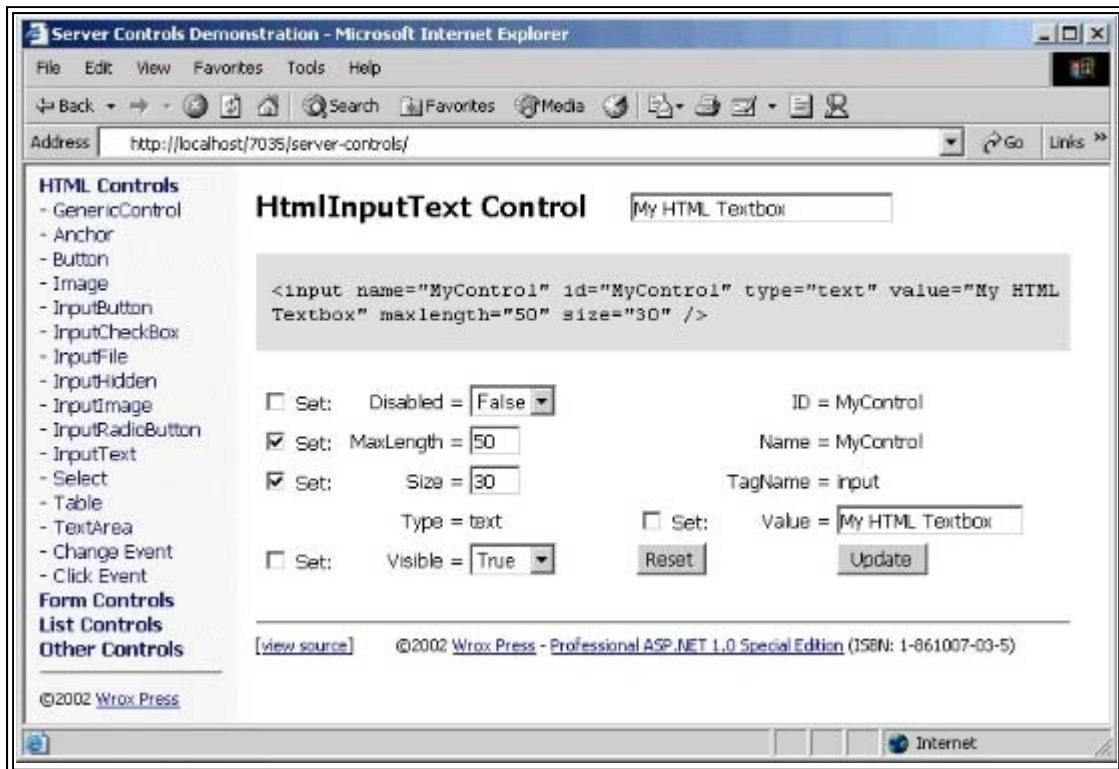 Server Controls Demonstration - Microsoft Internet Explorer
File Edit View Favorites Tools Help
Back Search Favorites Media
Address http://localhost/7035/server-controls/ Go Links »
HTML Controls
- GenericControl
- Anchor
- Button
- Image
- InputButton
- InputCheckBox
- InputFile
- InputHidden
- InputImage
- InputRadioButton
- InputText
- Select
- Table
- TextArea
- Change Event
- Click Event
Form Controls
List Controls
Other Controls
©2002 Wrox Press
HtmlInputText Control My HTML Textbox
<input name="MyControl" id="MyControl" type="text" value="My HTML
Textbox" maxlength="50" size="30" />
Set: Disabled = False ID = MyControl
Set: MaxLength = 50 Name = MyControl
Set: Size = 30 TagName = input
Type = text Set: Value = My HTML Textbox
Set: Visible = True Reset Update
[view source] ©2002 Wrox Press - Professional ASP.NET 1.0 Special Edition (ISBN: 1-861007-03-5)
Internet